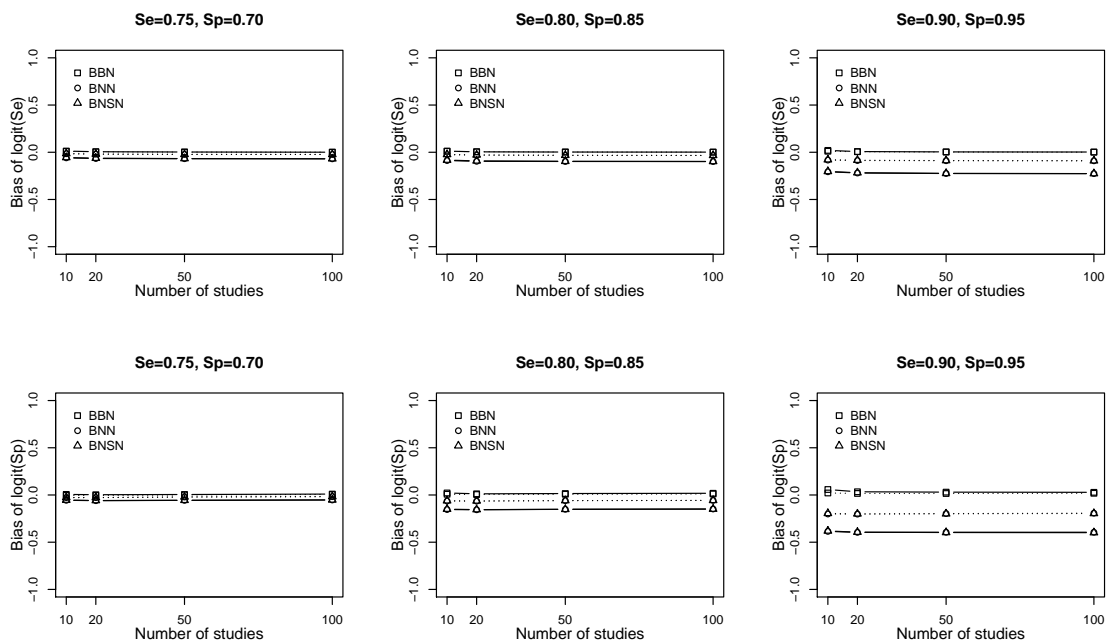 Se=0.75, Sp=0.70
Bias of logit(Se)
1.0
0.5
0.0
−0.5
−1.0
BBN
BNN
BNSN
10 20 50 100
Number of studies
Se=0.80, Sp=0.85
Bias of logit(Se)
1.0
0.5
0.0
−0.5
−1.0
BBN
BNN
BNSN
10 20 50 100
Number of studies
Se=0.90, Sp=0.95
Bias of logit(Se)
1.0
0.5
0.0
−0.5
−1.0
BBN
BNN
BNSN
10 20 50 100
Number of studies
Se=0.75, Sp=0.70
Bias of logit(Sp)
1.0
0.5
0.0
−0.5
−1.0
BBN
BNN
BNSN
10 20 50 100
Number of studies
Se=0.80, Sp=0.85
Bias of logit(Sp)
1.0
0.5
0.0
−0.5
−1.0
BBN
BNN
BNSN
10 20 50 100
Number of studies
Se=0.90, Sp=0.95
Bias of logit(Sp)
1.0
0.5
0.0
−0.5
−1.0
BBN
BNN
BNSN
10 20 50 100
Number of studies